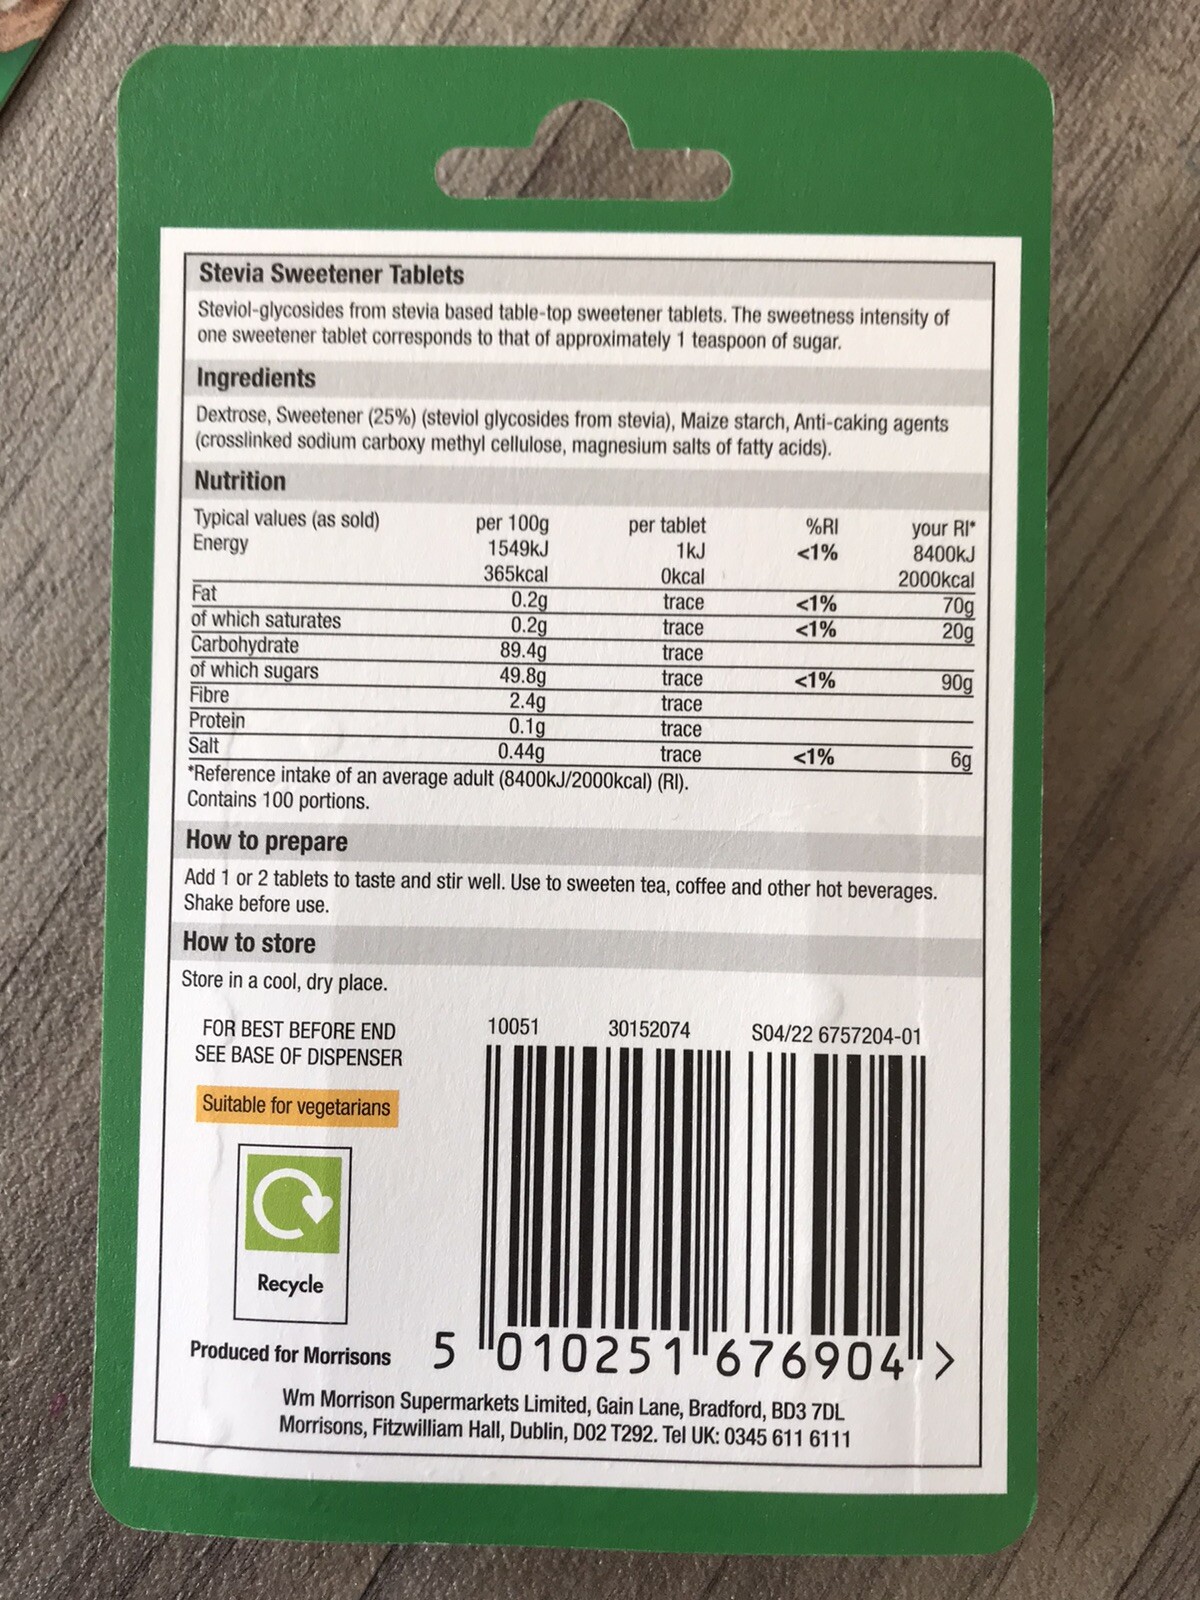 Stevia Sweetener Tablets
Steviol-glycosides from stevia based table-top sweetener tablets. The sweetness intensity of
one sweetener tablet corresponds to that of approximately 1 teaspoon of sugar.
Ingredients
Dextrose, Sweetener (25%) (steviol glycosides from stevia), Maize starch, Anti-caking agents
(crosslinked sodium carboxy methyl cellulose, magnesium salts of fatty acids).
Nutrition
Typical values (as sold) per 100g per tablet %RI your RI*
Energy 1549kJ 1kJ <1% 8400kJ
365kcal 0kcal 2000kcal
Fat 0.2g trace <1% 70g
of which saturates 0.2g trace <1% 20g
Carbohydrate 89.4g trace
of which sugars 49.8g trace <1% 90g
Fibre 2.4g trace
Protein 0.1g trace
Salt 0.44g trace <1% 6g
*Reference intake of an average adult (8400kJ/2000kcal) (RI).
Contains 100 portions.
How to prepare
Add 1 or 2 tablets to taste and stir well. Use to sweeten tea, coffee and other hot beverages.
Shake before use.
How to store
Store in a cool, dry place.
FOR BEST BEFORE END
SEE BASE OF DISPENSER
Suitable for vegetarians
Recycle
Produced for Morrisons
10051 30152074 S04/22 6757204-01
5 010251 676904 >
Wm Morrison Supermarkets Limited, Gain Lane, Bradford, BD3 7DL
Morrisons, Fitzwilliam Hall, Dublin, D02 T292. Tel UK: 0345 611 6111